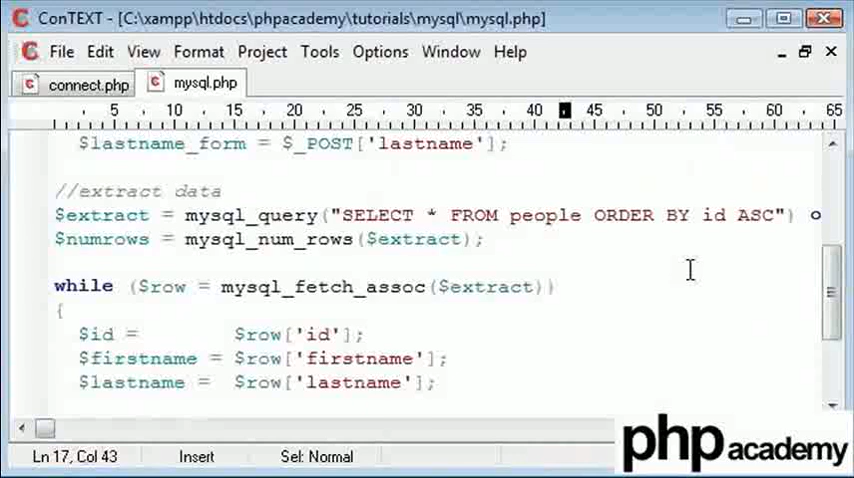 ConTEXT - [C:\xampp\htdocs\phpacademy\tutorials\mysql\mysql.php]
File Edit View Format Project Tools Options Window Help
connect.php mysql.php
5 10 15 20 25 30 35 40 45 50 55 60 65
$lastname_form = $_POST['lastname'];
//extract data
$extract = mysql_query("SELECT * FROM people ORDER BY id ASC") o
$numrows = mysql_num_rows($extract);
while ($row = mysql_fetch_assoc($extract))
{
$id = $row['id'];
$firstname = $row['firstname'];
$lastname = $row['lastname'];
Ln 17, Col 43 Insert Sel: Normal
php academy